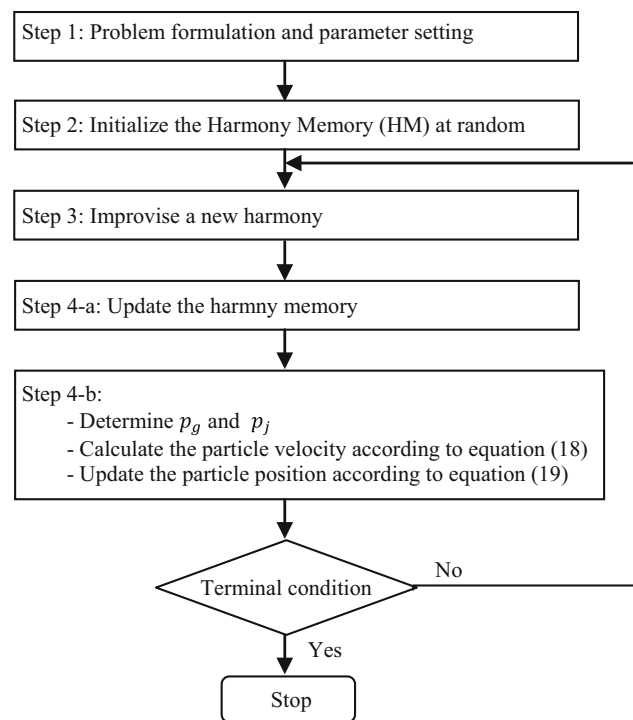 Step 1: Problem formulation and parameter setting
Step 2: Initialize the Harmony Memory (HM) at random
Step 3: Improvise a new harmony
Step 4-a: Update the harmny memory
Step 4-b:
- Determine p_g and p_j
- Calculate the particle velocity according to equation (18)
- Update the particle position according to equation (19)
Terminal condition
No
Yes
Stop